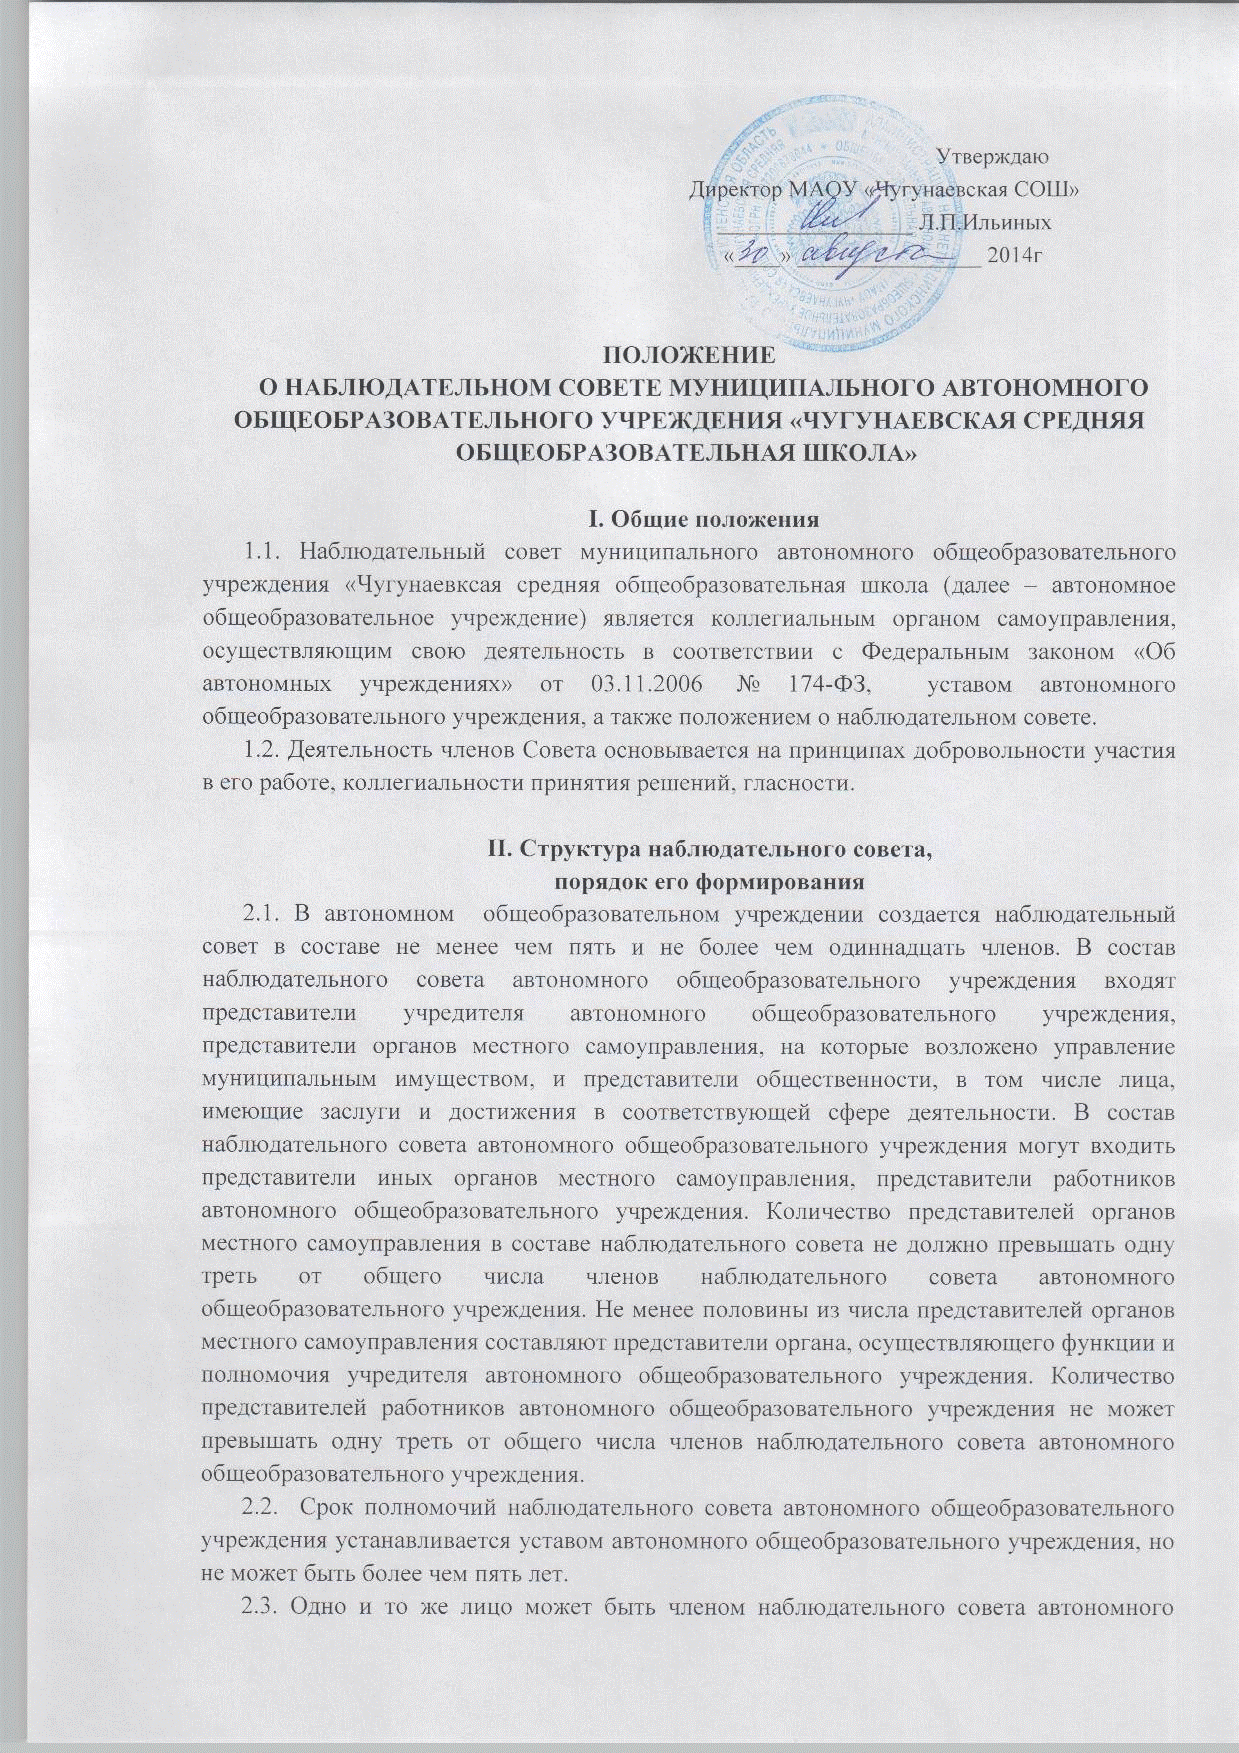 Утверждаю
Директор МАОУ «Чугунаевская СОШ»
Л.П.Ильиных
«30» августа 2014г
ПОЛОЖЕНИЕ
О НАБЛЮДАТЕЛЬНОМ СОВЕТЕ МУНИЦИПАЛЬНОГО АВТОНОМНОГО
ОБЩЕОБРАЗОВАТЕЛЬНОГО УЧРЕЖДЕНИЯ «ЧУГУНАЕВСКАЯ СРЕДНЯЯ
ОБЩЕОБРАЗОВАТЕЛЬНАЯ ШКОЛА»
I. Общие положения
1.1. Наблюдательный совет муниципального автономного общеобразовательного
учреждения «Чугунаевксая средняя общеобразовательная школа (далее – автономное
общеобразовательное учреждение) является коллегиальным органом самоуправления,
осуществляющим свою деятельность в соответствии с Федеральным законом «Об
автономных учреждениях» от 03.11.2006 № 174-ФЗ, уставом автономного
общеобразовательного учреждения, а также положением о наблюдательном совете.
1.2. Деятельность членов Совета основывается на принципах добровольности участия
в его работе, коллегиальности принятия решений, гласности.
II. Структура наблюдательного совета,
порядок его формирования
2.1. В автономном общеобразовательном учреждении создается наблюдательный
совет в составе не менее чем пять и не более чем одиннадцать членов. В состав
наблюдательного совета автономного общеобразовательного учреждения входят
представители учредителя автономного общеобразовательного учреждения,
представители органов местного самоуправления, на которые возложено управление
муниципальным имуществом, и представители общественности, в том числе лица,
имеющие заслуги и достижения в соответствующей сфере деятельности. В состав
наблюдательного совета автономного общеобразовательного учреждения могут входить
представители иных органов местного самоуправления, представители работников
автономного общеобразовательного учреждения. Количество представителей органов
местного самоуправления в составе наблюдательного совета не должно превышать одну
треть от общего числа членов наблюдательного совета автономного
общеобразовательного учреждения. Не менее половины из числа представителей органов
местного самоуправления составляют представители органа, осуществляющего функции и
полномочия учредителя автономного общеобразовательного учреждения. Количество
представителей работников автономного общеобразовательного учреждения не может
превышать одну треть от общего числа членов наблюдательного совета автономного
общеобразовательного учреждения.
2.2. Срок полномочий наблюдательного совета автономного общеобразовательного
учреждения устанавливается уставом автономного общеобразовательного учреждения, но
не может быть более чем пять лет.
2.3. Одно и то же лицо может быть членом наблюдательного совета автономного